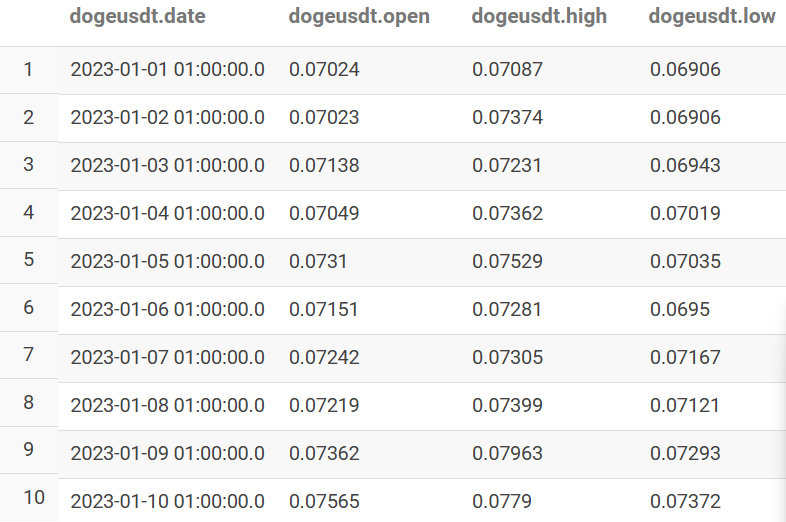 dogeusdt.date dogeusdt.open dogeusdt.high dogeusdt.low
1 2023-01-01 01:00:00.0 0.07024 0.07087 0.06906
2 2023-01-02 01:00:00.0 0.07023 0.07374 0.06906
3 2023-01-03 01:00:00.0 0.07138 0.07231 0.06943
4 2023-01-04 01:00:00.0 0.07049 0.07362 0.07019
5 2023-01-05 01:00:00.0 0.0731 0.07529 0.07035
6 2023-01-06 01:00:00.0 0.07151 0.07281 0.0695
7 2023-01-07 01:00:00.0 0.07242 0.07305 0.07167
8 2023-01-08 01:00:00.0 0.07219 0.07399 0.07121
9 2023-01-09 01:00:00.0 0.07362 0.07963 0.07293
10 2023-01-10 01:00:00.0 0.07565 0.0779 0.07372